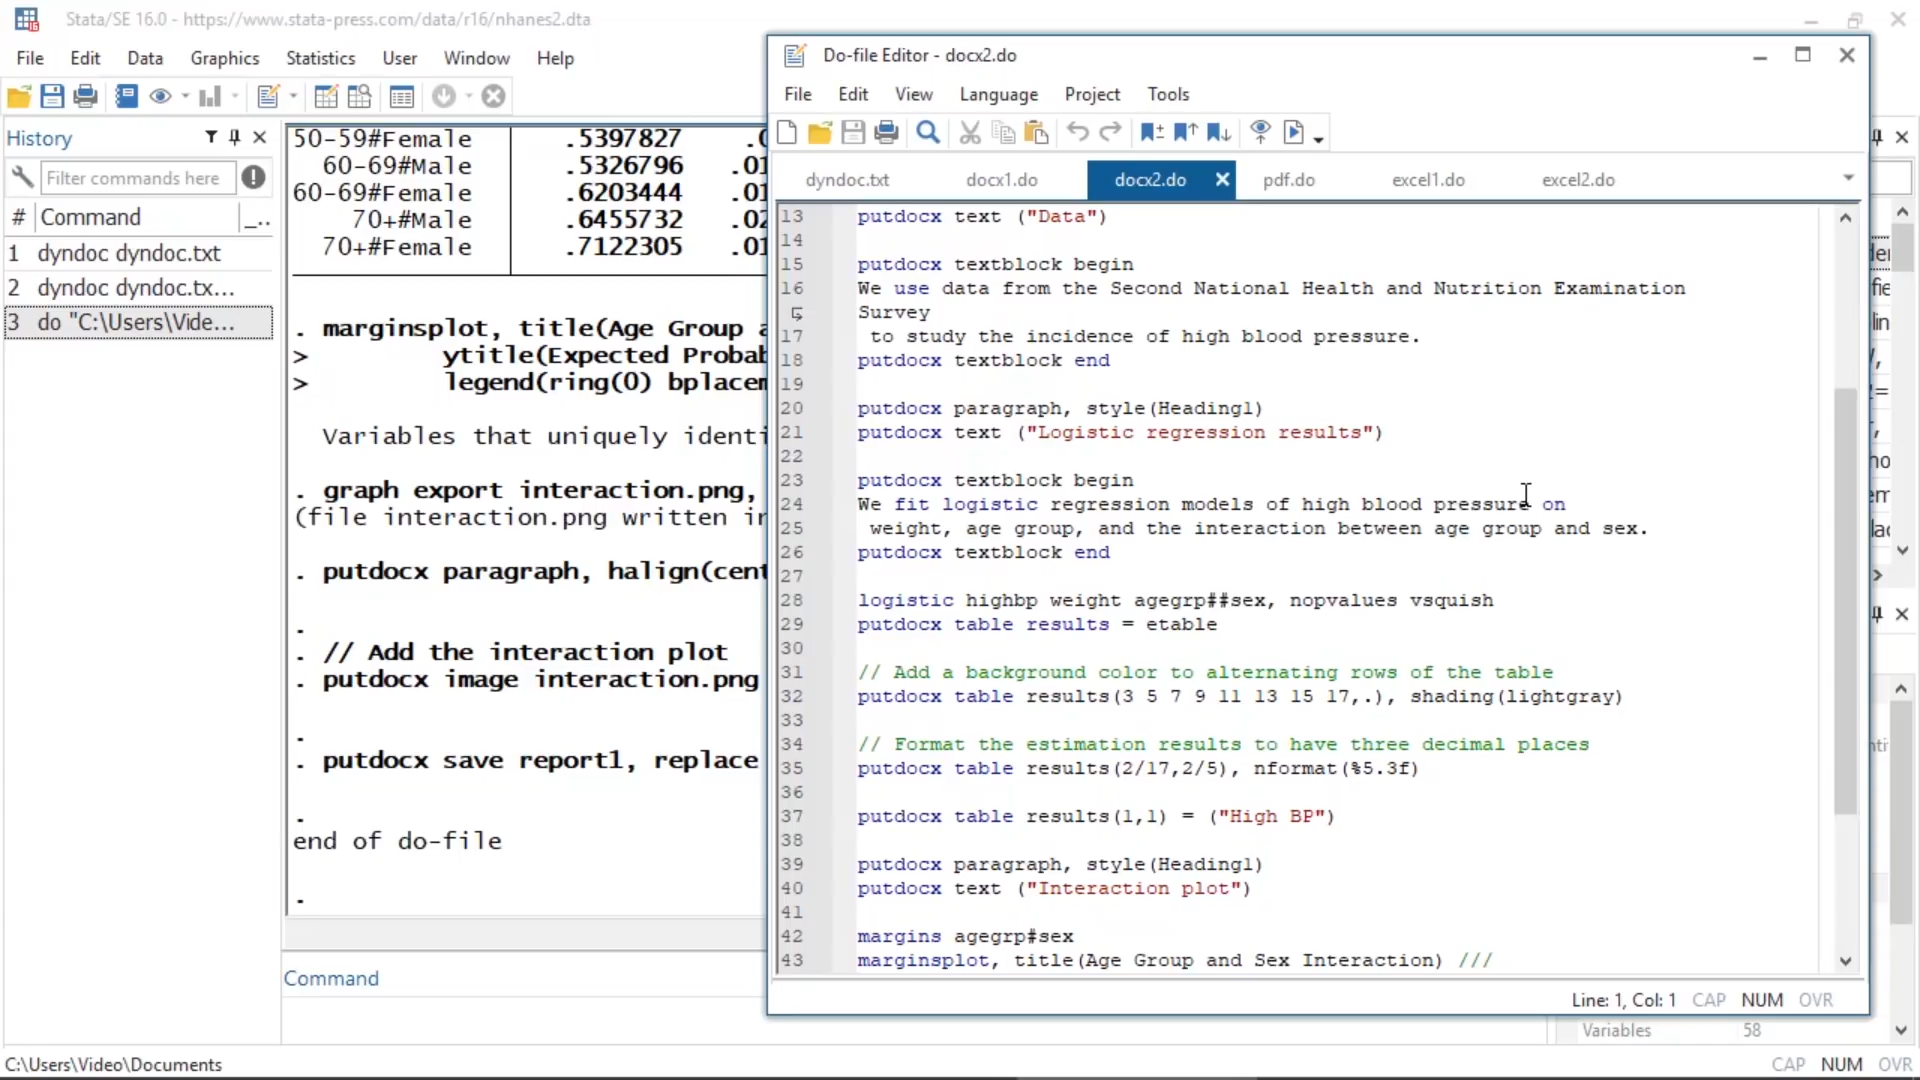 Stata/SE 16.0 - https://www.stata-press.com/data/r16/nhanes2.dta
File Edit Data Graphics Statistics User Window Help
History
Filter commands here
# Command _..
1 dyndoc dyndoc.txt
2 dyndoc dyndoc.tx...
3 do "C:\Users\Vide...
50-59#Female .5397827
60-69#Male .5326796 .01
60-69#Female .6203444 .01
70+#Male .6455732 .02
70+#Female .7122305 .01
. marginsplot, title(Age Group a
> ytitle(Expected Probab
> legend(ring(0) bplacem
Variables that uniquely identi
. graph export interaction.png,
(file interaction.png written in
. putdocx paragraph, halign(cent
.
. // Add the interaction plot
. putdocx image interaction.png
.
. putdocx save report1, replace
.
end of do-file
.
Command
C:\Users\Video\Documents
Do-file Editor - docx2.do
File Edit View Language Project Tools
dyndoc.txt docx1.do docx2.do pdf.do excel1.do excel2.do
13 putdocx text ("Data")
14
15 putdocx textblock begin
16 We use data from the Second National Health and Nutrition Examination
Survey
17 to study the incidence of high blood pressure.
18 putdocx textblock end
19
20 putdocx paragraph, style(Heading1)
21 putdocx text ("Logistic regression results")
22
23 putdocx textblock begin
24 We fit logistic regression models of high blood pressure on
25 weight, age group, and the interaction between age group and sex.
26 putdocx textblock end
27
28 logistic highbp weight agegrp##sex, nopvalues vsquish
29 putdocx table results = etable
30
31 // Add a background color to alternating rows of the table
32 putdocx table results(3 5 7 9 11 13 15 17,.), shading(lightgray)
33
34 // Format the estimation results to have three decimal places
35 putdocx table results(2/17,2/5), nformat(%5.3f)
36
37 putdocx table results(1,1) = ("High BP")
38
39 putdocx paragraph, style(Heading1)
40 putdocx text ("Interaction plot")
41
42 margins agegrp#sex
43 marginsplot, title(Age Group and Sex Interaction) ///
Line: 1, Col: 1 CAP NUM OVR
Variables 58
CAP NUM OVR